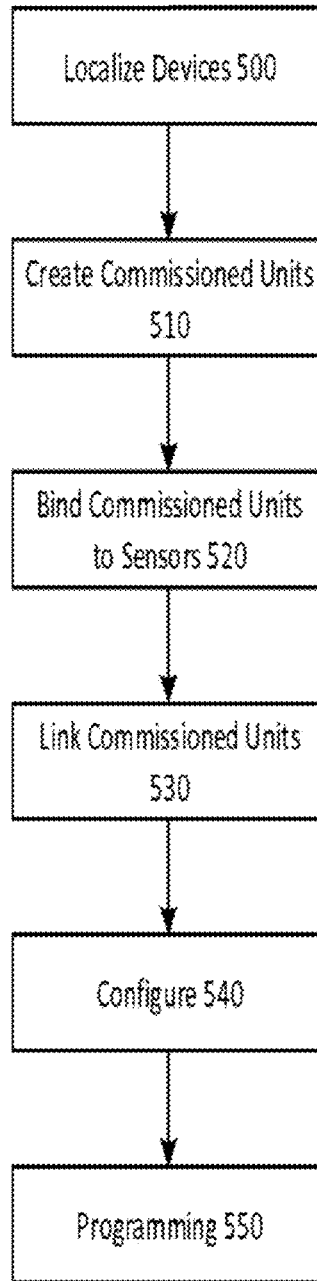 Localize Devices 500
Create Commissioned Units
510
Bind Commissioned Units
to Sensors 520
Link Commissioned Units
530
Configure 540
Programming 550